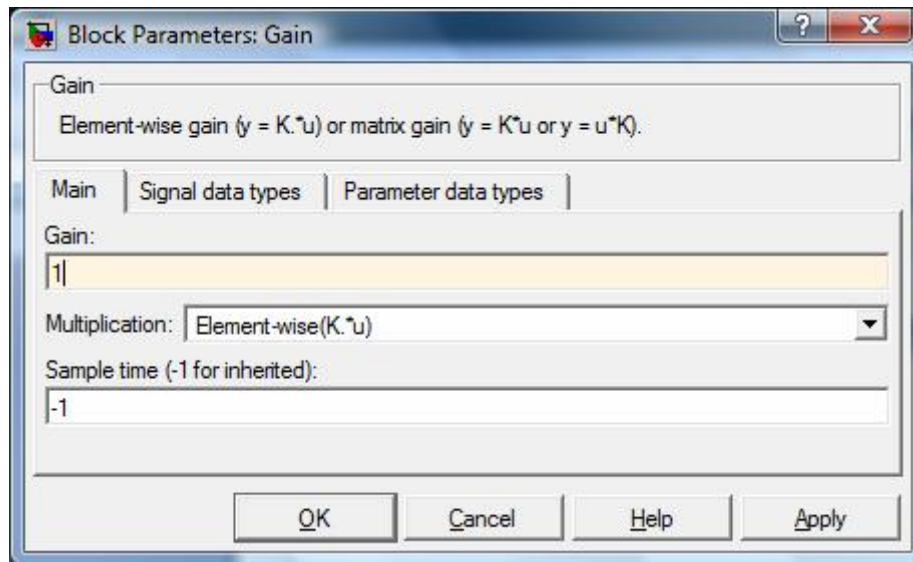 Block Parameters: Gain
Gain
Element-wise gain (y = K.*u) or matrix gain (y = K*u or y = u*K).
Main Signal data types Parameter data types
Gain:
1
Multiplication: Element-wise(K.*u)
Sample time (-1 for inherited):
-1
OK Cancel Help Apply